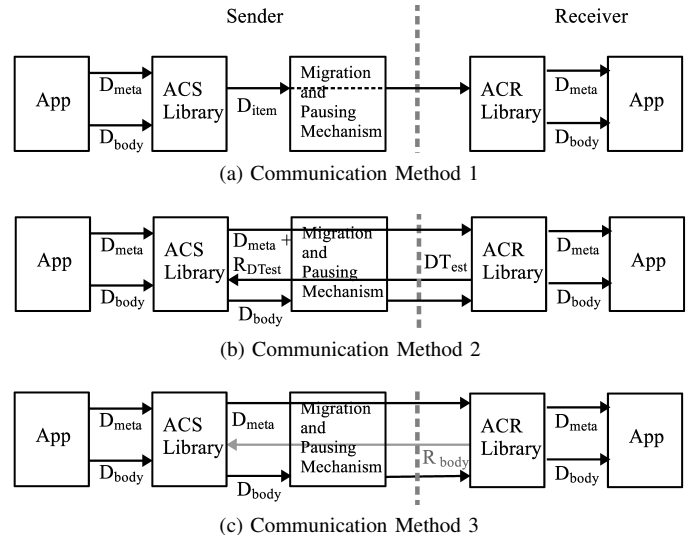 Sender Receiver
App D_meta D_body ACS Library D_item Migration and Pausing Mechanism ACR Library D_meta D_body App
(a) Communication Method 1
App D_meta D_body ACS Library D_meta + R_DTest D_body Migration and Pausing Mechanism DT_est ACR Library D_meta D_body App
(b) Communication Method 2
App D_meta D_body ACS Library D_meta D_body Migration and Pausing Mechanism R_body ACR Library D_meta D_body App
(c) Communication Method 3